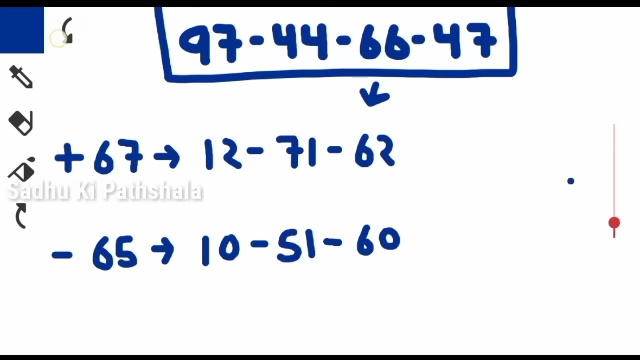 97-44-66-47
+ 67 → 12 - 71 - 62
Sadhu Ki Pathshala
- 65 → 10 - 51 - 60